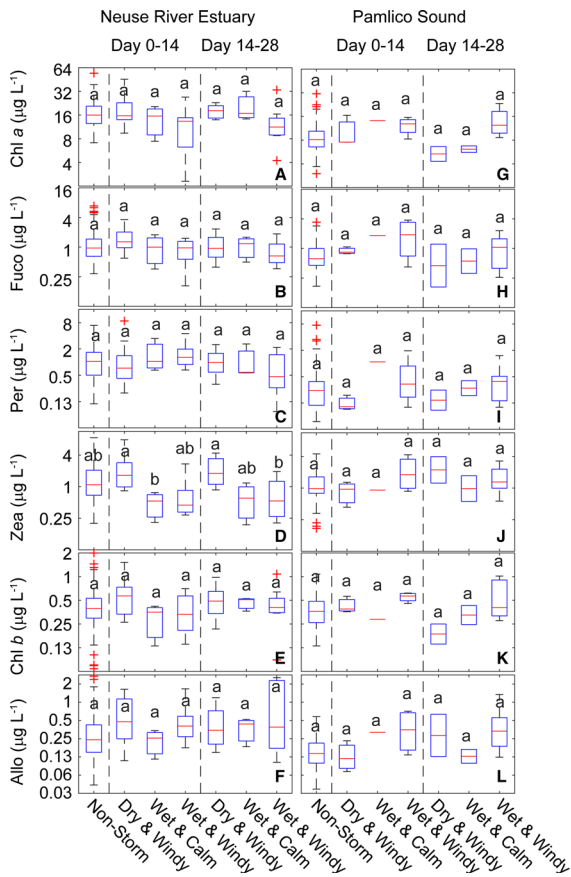 Neuse River Estuary Pamlico Sound
Day 0-14 Day 14-28 Day 0-14 Day 14-28
Chl a (µg L⁻¹)
64
32
16
8
4
a a a a a a a
A
a a a a a a a
G
Fuco (µg L⁻¹)
16
4
1
0.25
a a a a a a a
B
a a a a a a a
H
Per (µg L⁻¹)
8
2
0.5
0.13
a a a a a a a
C
a a a a a a a
I
Zea (µg L⁻¹)
4
1
0.25
ab a b ab a ab b
D
a a a a a a a
J
Chl b (µg L⁻¹)
2
1
0.5
0.25
0.13
a a a a a a a
E
a a a a a a a
K
Allo (µg L⁻¹)
2
1
0.5
0.25
0.13
0.06
0.03
a a a a a a a
F
a a a a a a a
L
Non-Storm
Dry & Windy
Wet & Calm
Wet & Windy
Dry & Windy
Wet & Calm
Wet & Windy
Non-Storm
Dry & Windy
Wet & Calm
Wet & Windy
Dry & Windy
Wet & Calm
Wet & Windy